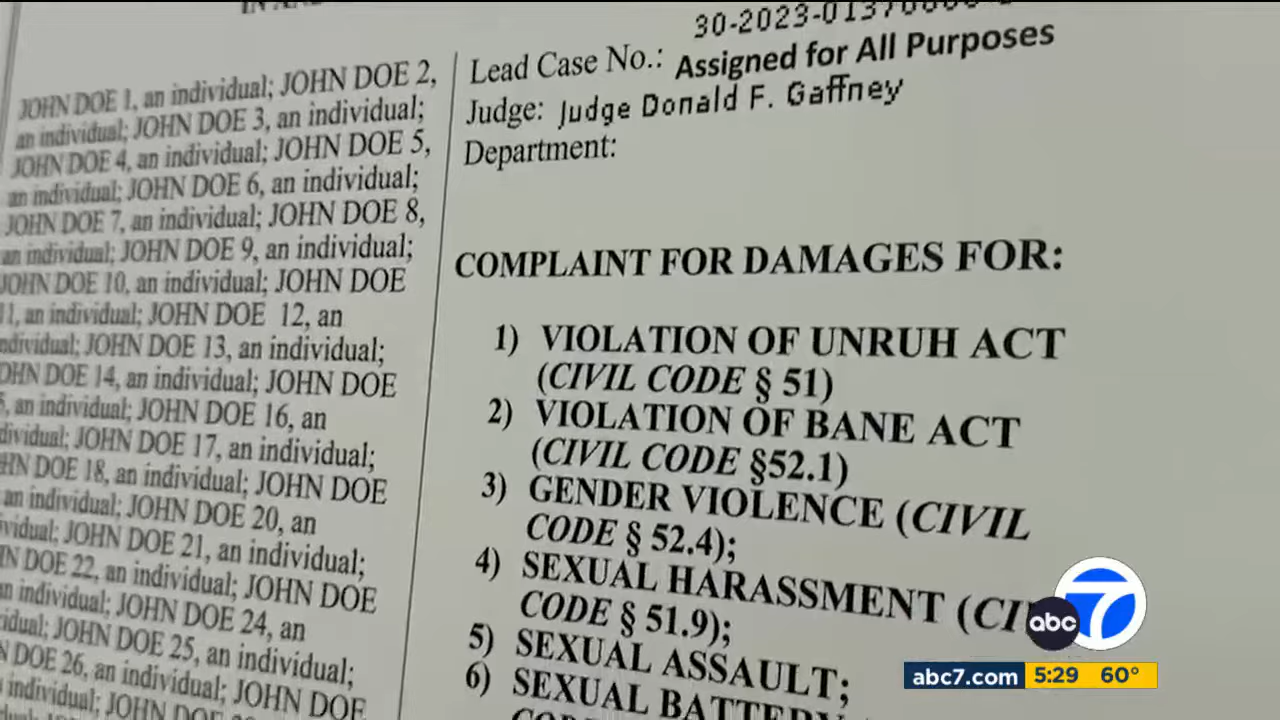 JOHN DOE 1, an individual; JOHN DOE 2,
an individual; JOHN DOE 3, an individual;
JOHN DOE 4, an individual; JOHN DOE 5,
an individual; JOHN DOE 6, an individual;
JOHN DOE 7, an individual; JOHN DOE 8,
an individual; JOHN DOE 9, an individual;
JOHN DOE 10, an individual; JOHN DOE
11, an individual; JOHN DOE 12, an
individual; JOHN DOE 13, an individual;
JOHN DOE 14, an individual; JOHN DOE
an individual; JOHN DOE 16, an
individual; JOHN DOE 17, an individual;
DOE 18, an individual; JOHN DOE
an individual; JOHN DOE 20, an
JOHN DOE 21, an individual;
DOE 22, an individual; JOHN DOE
individual; JOHN DOE 24, an
JOHN DOE 25, an individual;
DOE 26, an individual; JOHN DOE
individual; JOHN DOE
30-2023-013
Lead Case No.: Assigned for All Purposes
Judge: Judge Donald F. Gaffney
Department:
COMPLAINT FOR DAMAGES FOR:
1) VIOLATION OF UNRUH ACT
(CIVIL CODE § 51)
2) VIOLATION OF BANE ACT
(CIVIL CODE §52.1)
3) GENDER VIOLENCE (CIVIL
CODE § 52.4);
4) SEXUAL HARASSMENT (CI
CODE § 51.9);
5) SEXUAL ASSAULT;
6) SEXUAL BATTERY
abc 7
abc7.com 5:29 60°